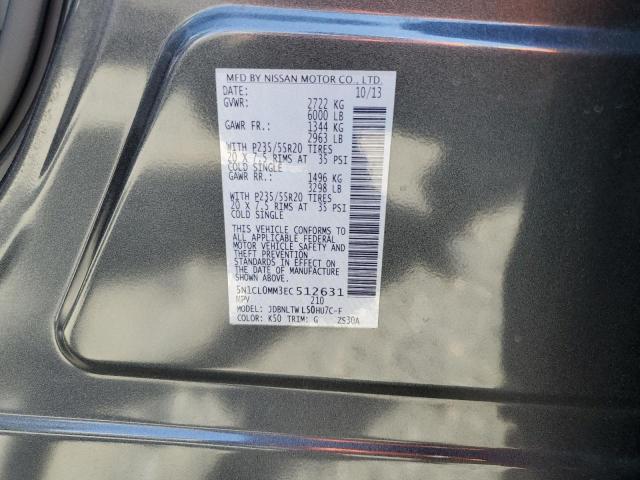 MFD BY NISSAN MOTOR CO., LTD.
DATE: 10/13
GVWR: 2722 KG
6000 LB
GAWR FR.: 1344 KG
2963 LB
WITH P235/55R20 TIRES
20 X 7.5 RIMS AT 35 PSI
COLD SINGLE
GAWR RR.: 1496 KG
3298 LB
WITH P235/55R20 TIRES
20 X 7.5 RIMS AT 35 PSI
COLD SINGLE
THIS VEHICLE CONFORMS TO
ALL APPLICABLE FEDERAL
MOTOR VEHICLE SAFETY AND
THEFT PREVENTION
STANDARDS IN EFFECT ON
THE DATE OF MANUFACTURE
SHOWN ABOVE.
5N1CL0MM3EC512631
MPV 210
MODEL: JDBNLTWL50HU7C-F
COLOR: K50 TRIM: G ZS30A